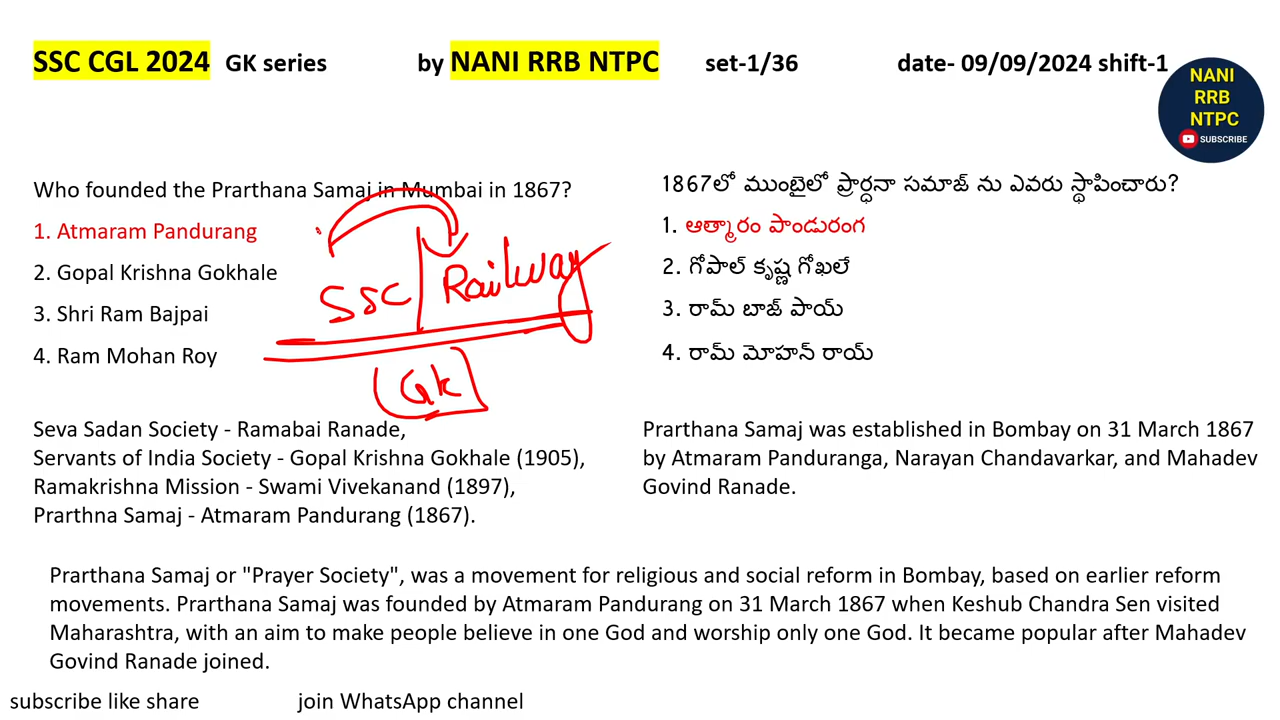 SSC CGL 2024 GK series by NANI RRB NTPC set-1/36 date- 09/09/2024 shift-1
NANI
RRB
NTPC
SUBSCRIBE
Who founded the Prarthana Samaj in Mumbai in 1867?
1. Atmaram Pandurang
2. Gopal Krishna Gokhale
3. Shri Ram Bajpai
4. Ram Mohan Roy
SSC Railway
GK
1867లో ముంబైలో ప్రార్ధనా సమాజ్ ను ఎవరు స్థాపించారు?
1. ఆత్మారం పాండురంగ
2. గోపాల్ కృష్ణ గోఖలే
3. రామ్ బాజ్ పాయ్
4. రామ్ మోహన్ రాయ్
Seva Sadan Society - Ramabai Ranade,
Servants of India Society - Gopal Krishna Gokhale (1905),
Ramakrishna Mission - Swami Vivekanand (1897),
Prarthna Samaj - Atmaram Pandurang (1867).
Prarthana Samaj was established in Bombay on 31 March 1867
by Atmaram Panduranga, Narayan Chandavarkar, and Mahadev
Govind Ranade.
Prarthana Samaj or "Prayer Society", was a movement for religious and social reform in Bombay, based on earlier reform
movements. Prarthana Samaj was founded by Atmaram Pandurang on 31 March 1867 when Keshub Chandra Sen visited
Maharashtra, with an aim to make people believe in one God and worship only one God. It became popular after Mahadev
Govind Ranade joined.
subscribe like share join WhatsApp channel